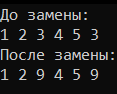 До замены:
1 2 3 4 5 3
После замены:
1 2 9 4 5 9